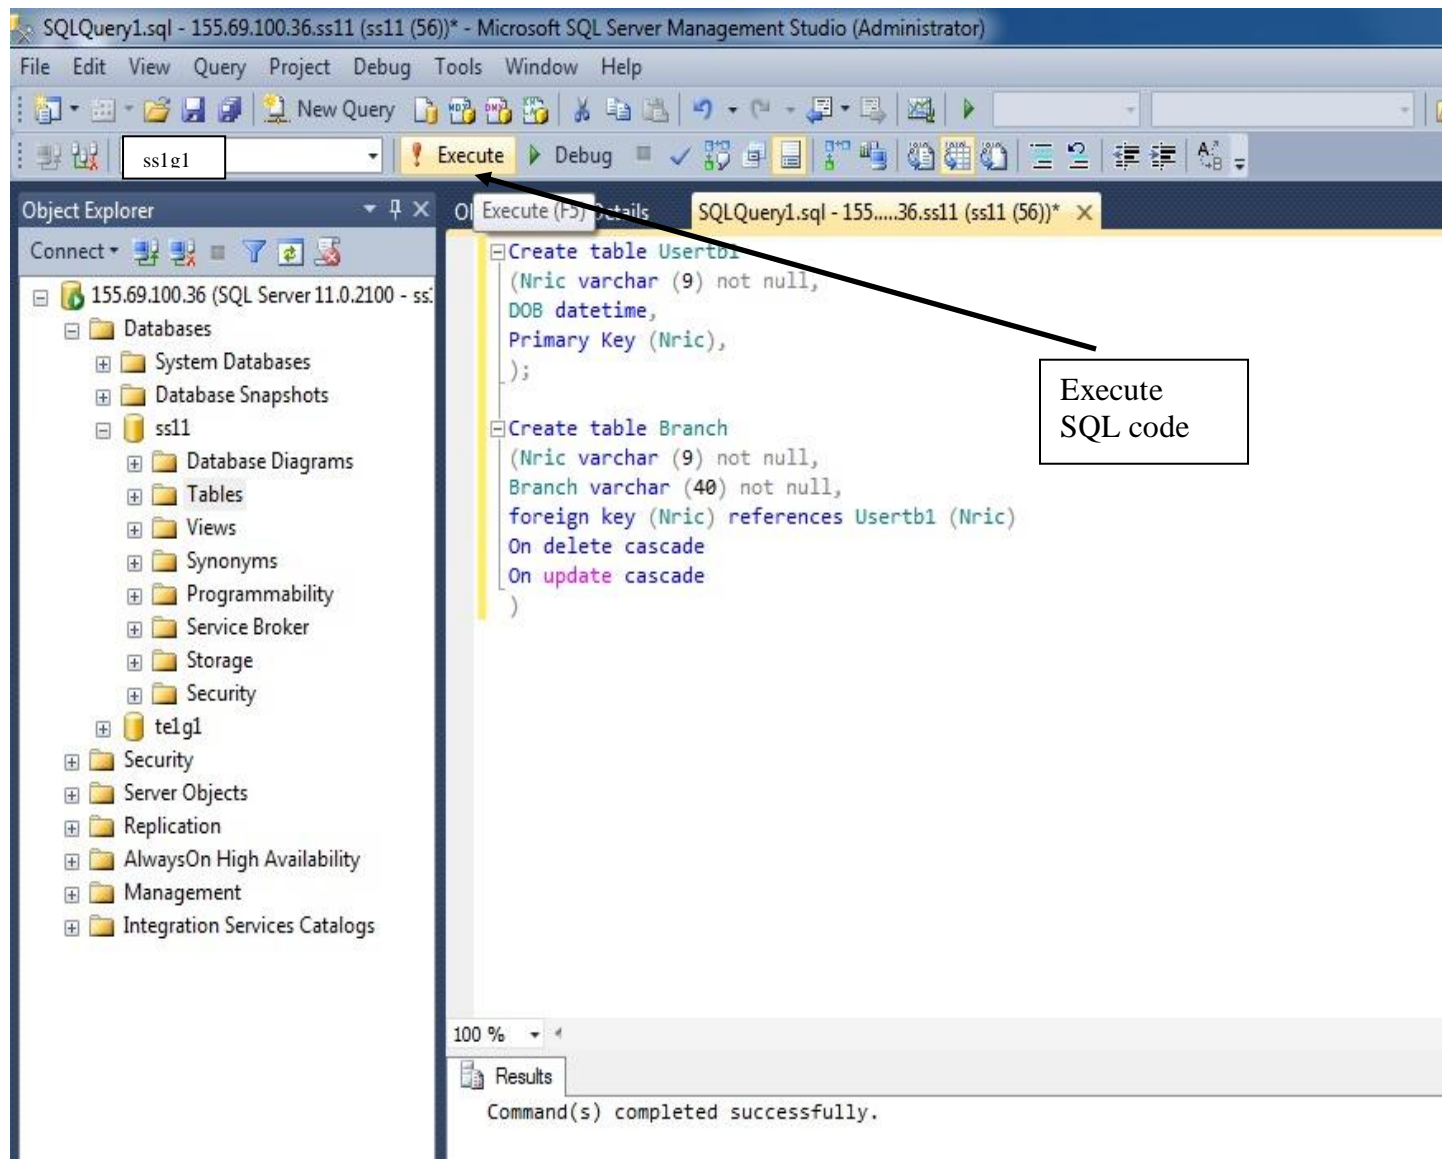 SQLQuery1.sql - 155.69.100.36.ss11 (ss11 (56))* - Microsoft SQL Server Management Studio (Administrator)
File Edit View Query Project Debug Tools Window Help
New Query
ss1g1 Execute Debug
Object Explorer
Execute (F5) Details SQLQuery1.sql - 155.....36.ss11 (ss11 (56))*
Connect
155.69.100.36 (SQL Server 11.0.2100 - ss
Databases
System Databases
Database Snapshots
ss11
Database Diagrams
Tables
Views
Synonyms
Programmability
Service Broker
Storage
Security
te1g1
Security
Server Objects
Replication
AlwaysOn High Availability
Management
Integration Services Catalogs
Create table Usertb1
(Nric varchar (9) not null,
DOB datetime,
Primary Key (Nric),
);
Create table Branch
(Nric varchar (9) not null,
Branch varchar (40) not null,
foreign key (Nric) references Usertb1 (Nric)
On delete cascade
On update cascade
)
Execute
SQL code
100 %
Results
Command(s) completed successfully.